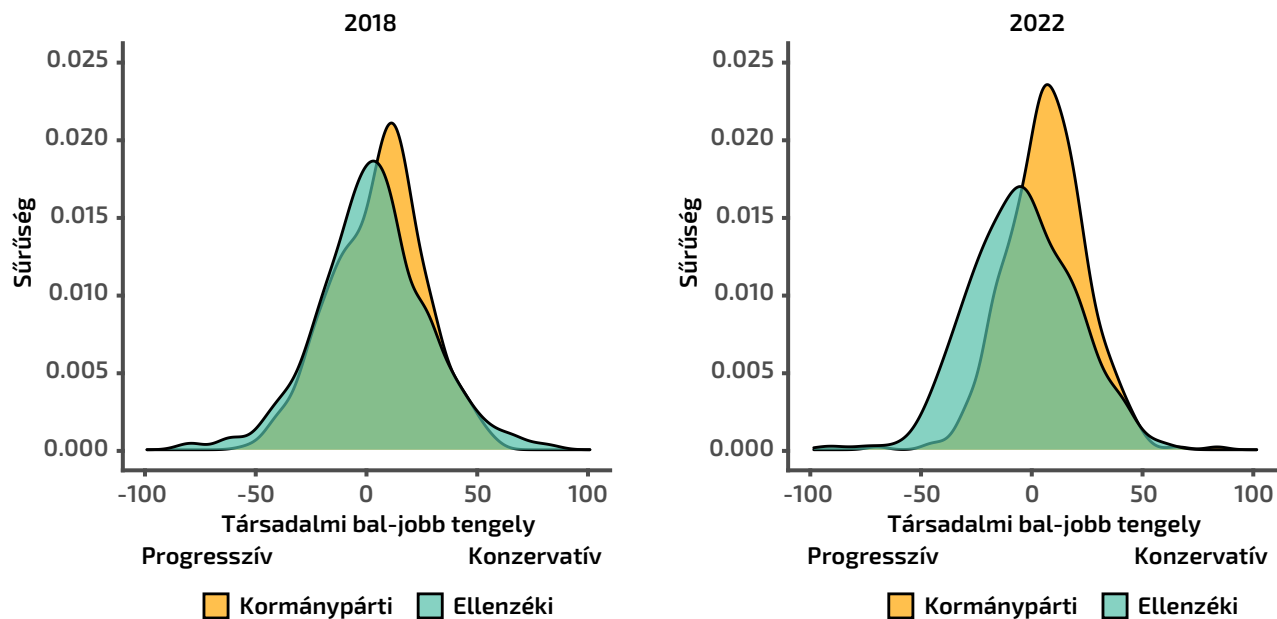 2018
0.025
0.020
0.015
0.010
0.005
0.000
Sűrűség
-100 -50 0 50 100
Társadalmi bal-jobb tengely
Progresszív Konzervatív
Kormánypárti Ellenzéki
2022
0.025
0.020
0.015
0.010
0.005
0.000
Sűrűség
-100 -50 0 50 100
Társadalmi bal-jobb tengely
Progresszív Konzervatív
Kormánypárti Ellenzéki